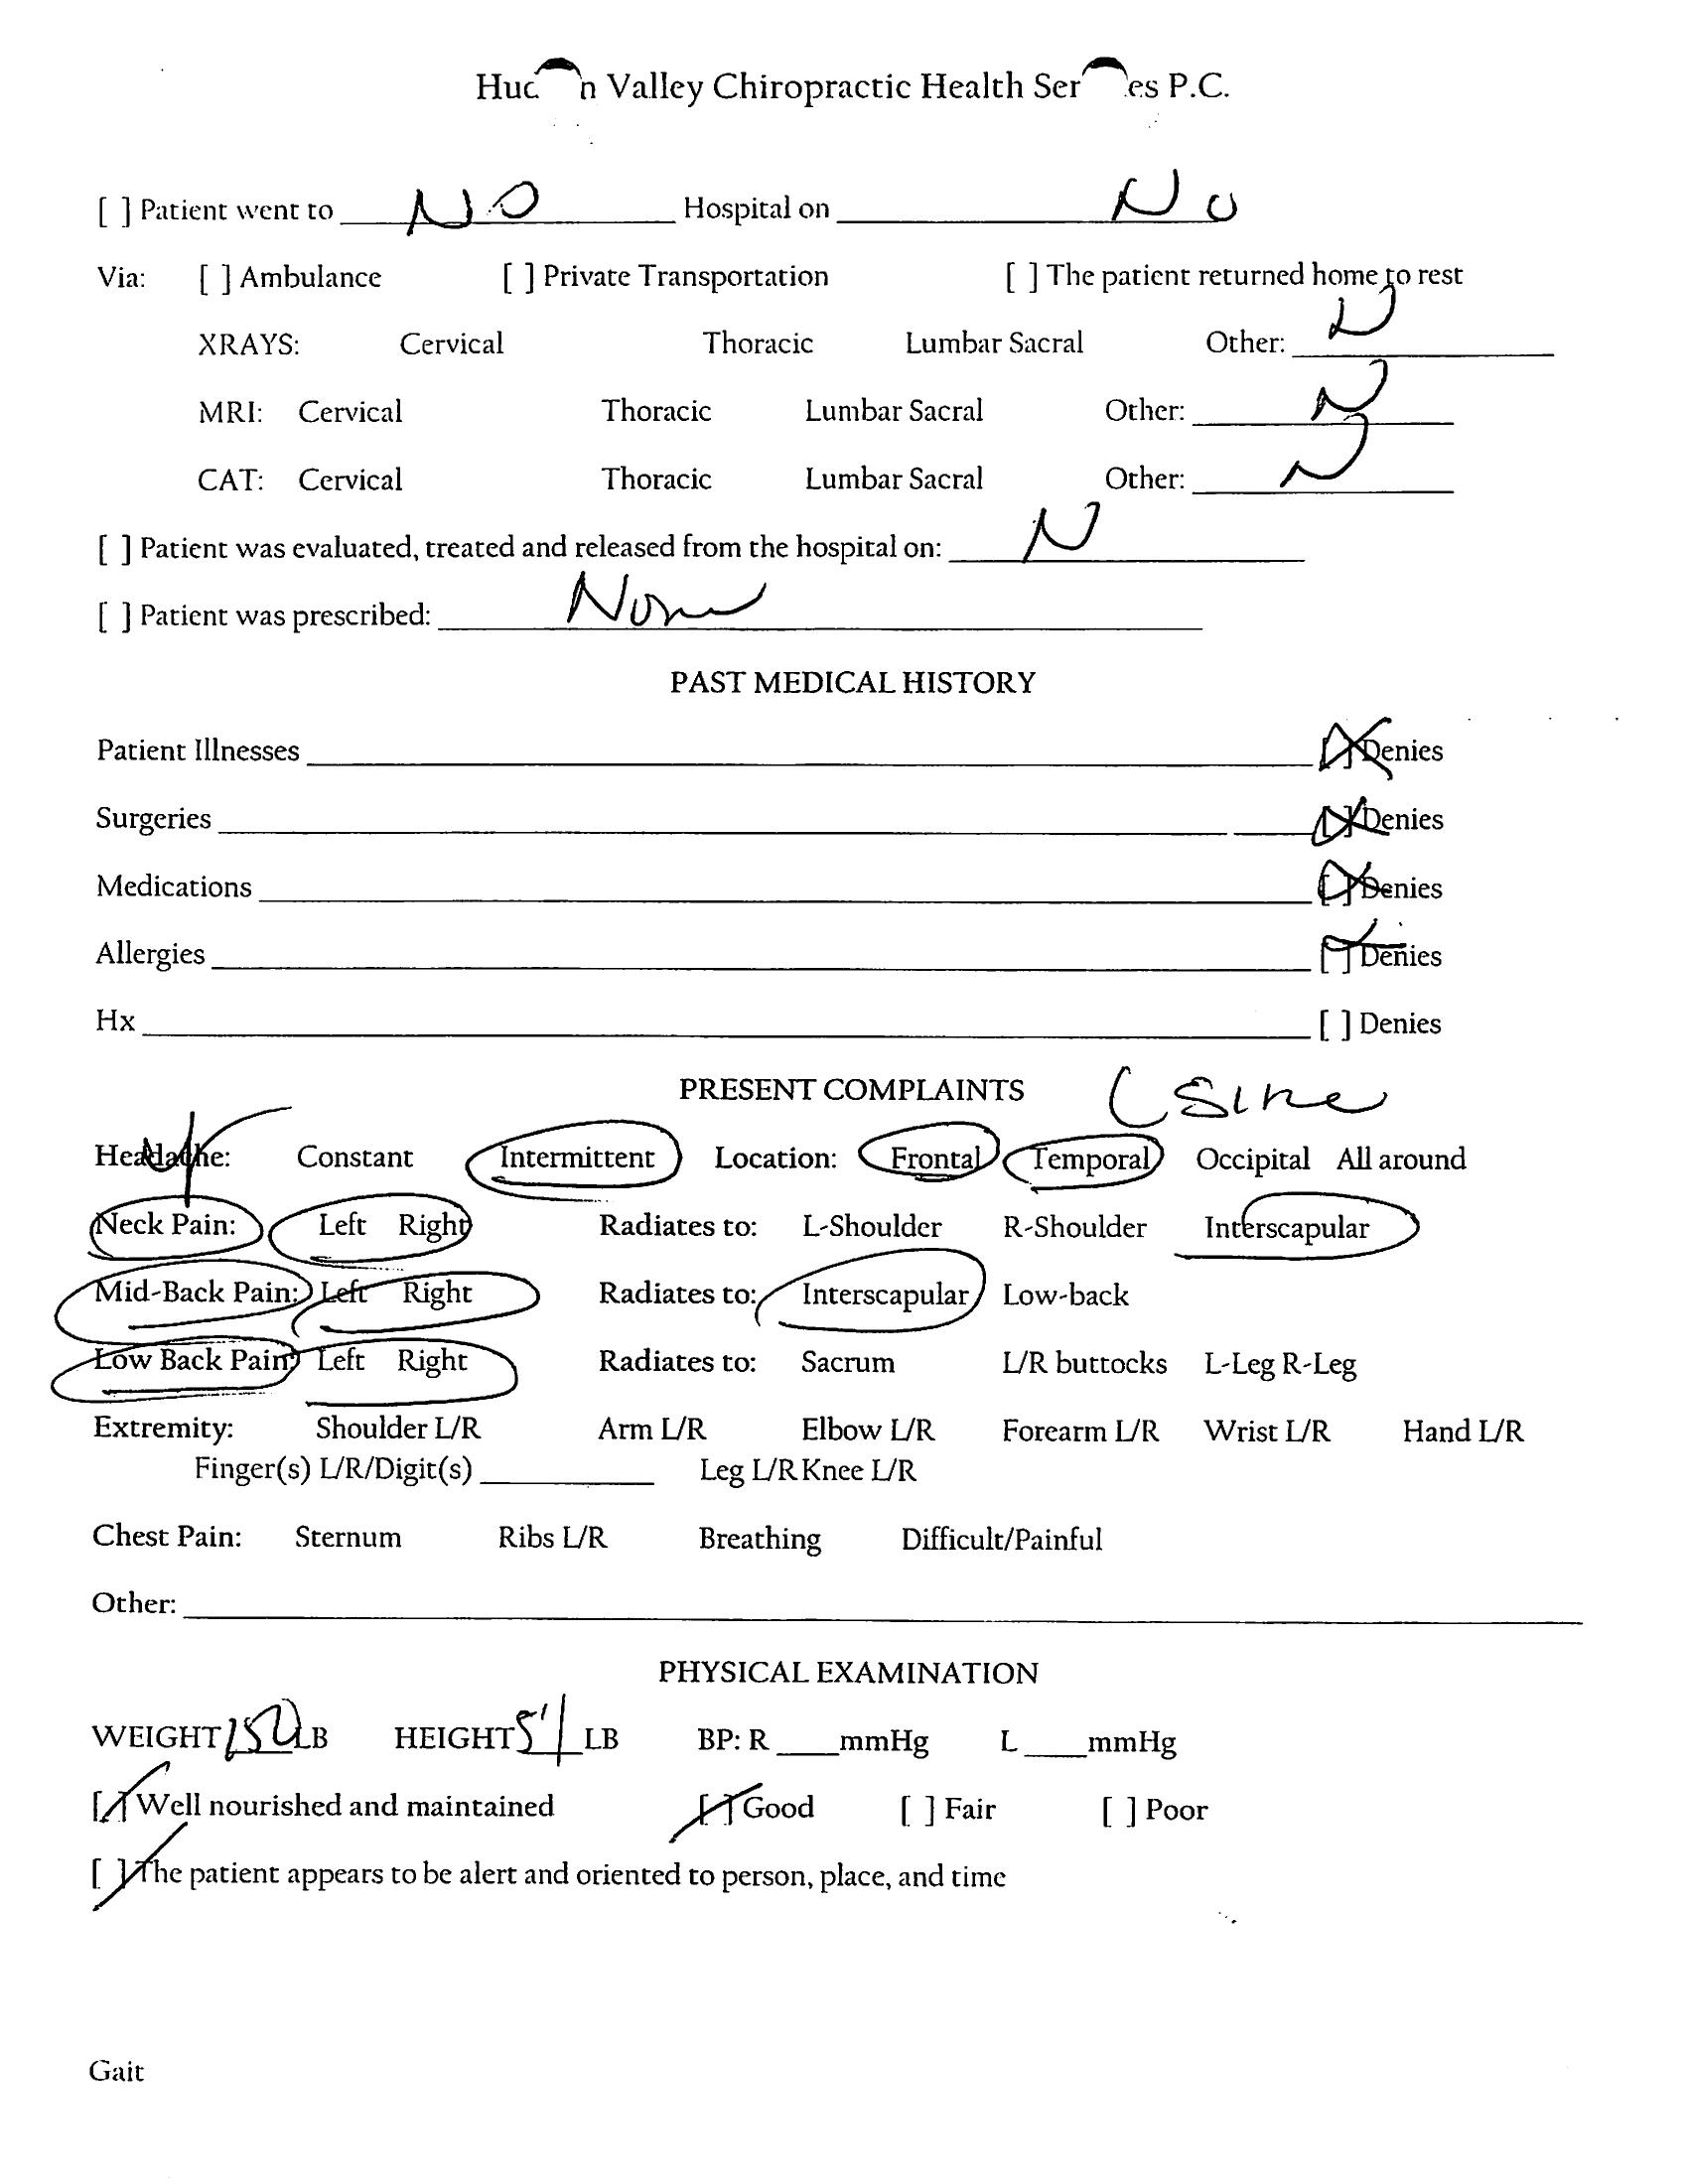 Huc n Valley Chiropractic Health Ser es P.C.
[ ] Patient went to NO Hospital on No
Via: [ ] Ambulance [ ] Private Transportation [ ] The patient returned home to rest
XRAYS: Cervical Thoracic Lumbar Sacral Other: N
MRI: Cervical Thoracic Lumbar Sacral Other: N
CAT: Cervical Thoracic Lumbar Sacral Other: N
[ ] Patient was evaluated, treated and released from the hospital on: N
[ ] Patient was prescribed: None
PAST MEDICAL HISTORY
Patient Illnesses [X] Denies
Surgeries [X] Denies
Medications [X] Denies
Allergies [X] Denies
Hx [ ] Denies
PRESENT COMPLAINTS
Headache: Constant Intermittent Location: Frontal Temporal Occipital All around
Neck Pain: Left Right Radiates to: L-Shoulder R-Shoulder Interscapular
Mid-Back Pain: Left Right Radiates to: Interscapular Low-back
Low Back Pain: Left Right Radiates to: Sacrum L/R buttocks L-Leg R-Leg
Extremity: Shoulder L/R Arm L/R Elbow L/R Forearm L/R Wrist L/R Hand L/R
Finger(s) L/R/Digit(s) Leg L/R Knee L/R
Chest Pain: Sternum Ribs L/R Breathing Difficult/Painful
Other:
PHYSICAL EXAMINATION
WEIGHT 150 LB HEIGHT 5'1 LB BP: R ____mmHg L ____mmHg
[/] Well nourished and maintained [/] Good [ ] Fair [ ] Poor
[/] The patient appears to be alert and oriented to person, place, and time
Gait